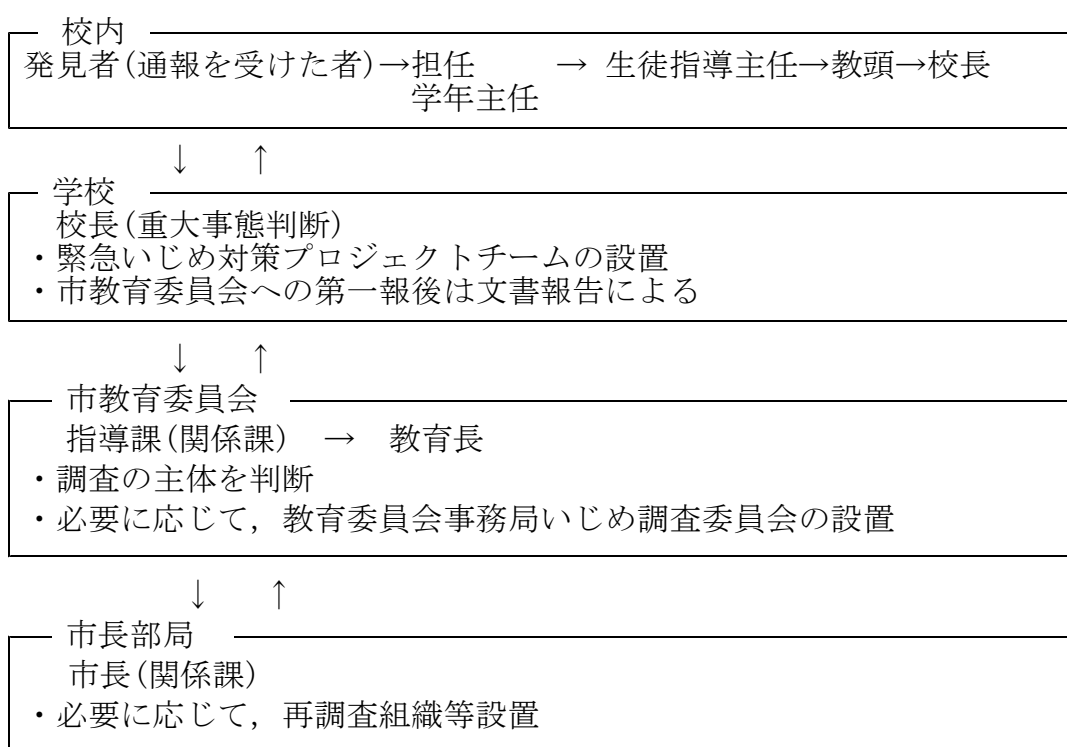 校内
発見者(通報を受けた者)→担任 → 生徒指導主任→教頭→校長
学年主任
↓ ↑
学校
校長(重大事態判断)
・緊急いじめ対策プロジェクトチームの設置
・市教育委員会への第一報後は文書報告による
↓ ↑
市教育委員会
指導課(関係課) → 教育長
・調査の主体を判断
・必要に応じて，教育委員会事務局いじめ調査委員会の設置
↓ ↑
市長部局
市長(関係課)
・必要に応じて，再調査組織等設置